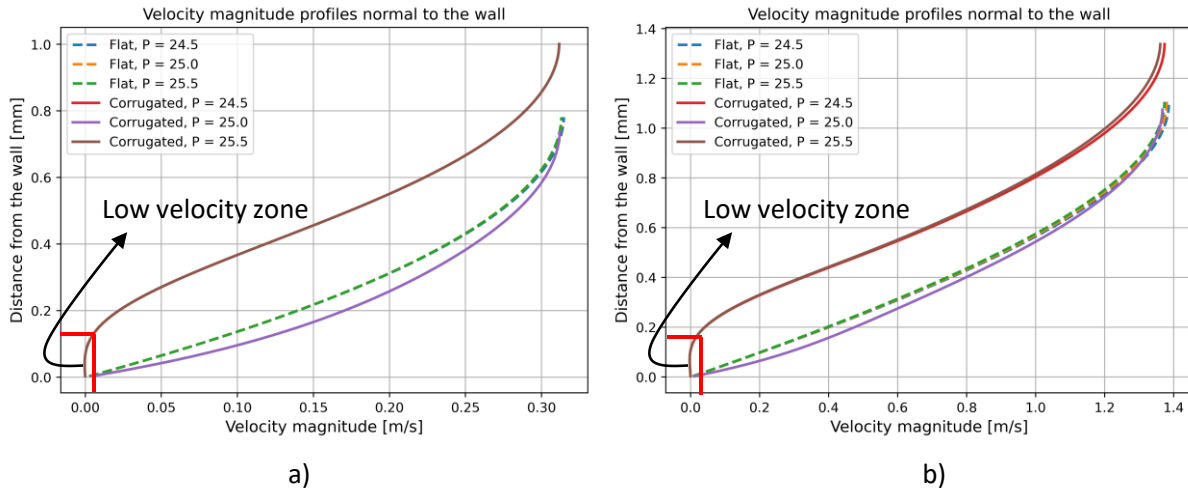 Velocity magnitude profiles normal to the wall
Flat, P = 24.5
Flat, P = 25.0
Flat, P = 25.5
Corrugated, P = 24.5
Corrugated, P = 25.0
Corrugated, P = 25.5
Low velocity zone
Distance from the wall [mm]
1.0
0.8
0.6
0.4
0.2
0.0
0.00 0.05 0.10 0.15 0.20 0.25 0.30
Velocity magnitude [m/s]
a)
Velocity magnitude profiles normal to the wall
Flat, P = 24.5
Flat, P = 25.0
Flat, P = 25.5
Corrugated, P = 24.5
Corrugated, P = 25.0
Corrugated, P = 25.5
Low velocity zone
Distance from the wall [mm]
1.4
1.2
1.0
0.8
0.6
0.4
0.2
0.0
0.0 0.2 0.4 0.6 0.8 1.0 1.2 1.4
Velocity magnitude [m/s]
b)